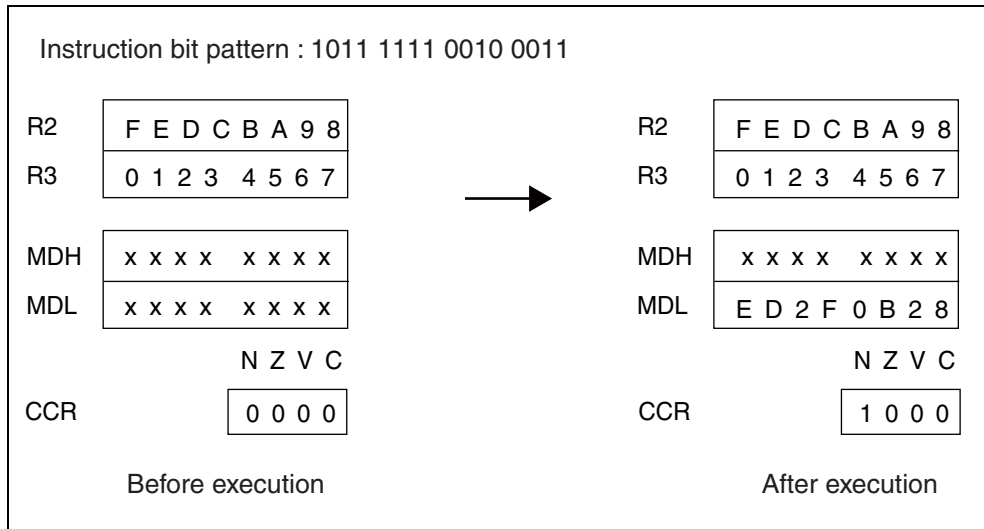 Instruction bit pattern : 1011 1111 0010 0011
R2 F E D C B A 9 8 R2 F E D C B A 9 8
R3 0 1 2 3 4 5 6 7 R3 0 1 2 3 4 5 6 7
MDH x x x x x x x x MDH x x x x x x x x
MDL x x x x x x x x MDL E D 2 F 0 B 2 8
N Z V C N Z V C
CCR 0 0 0 0 CCR 1 0 0 0
Before execution After execution